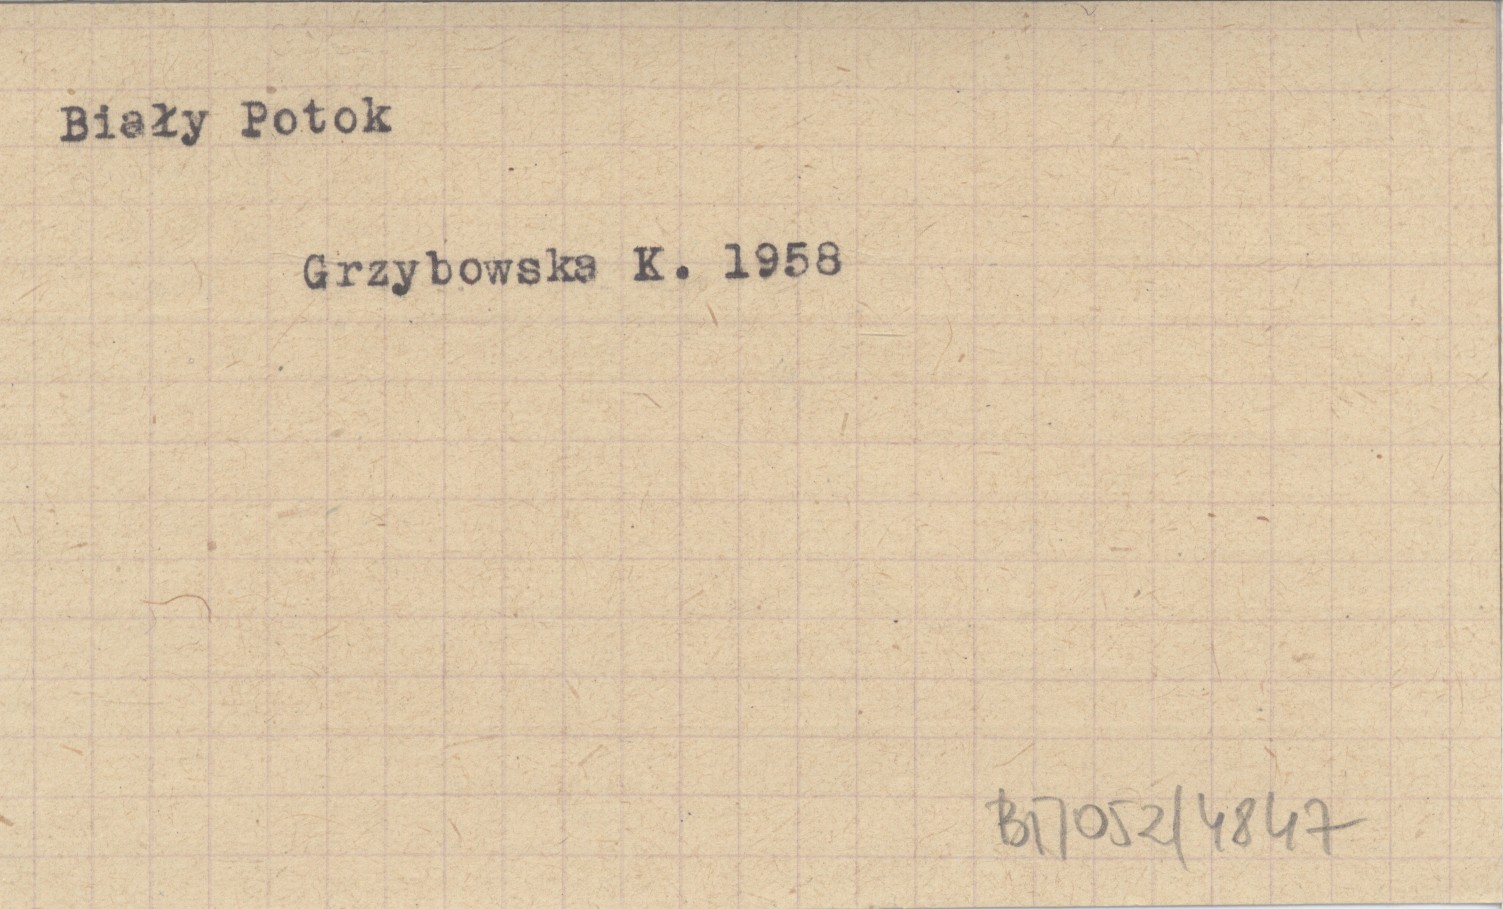 Biały Potok
Grzybowska K. 1958
B17052/4847